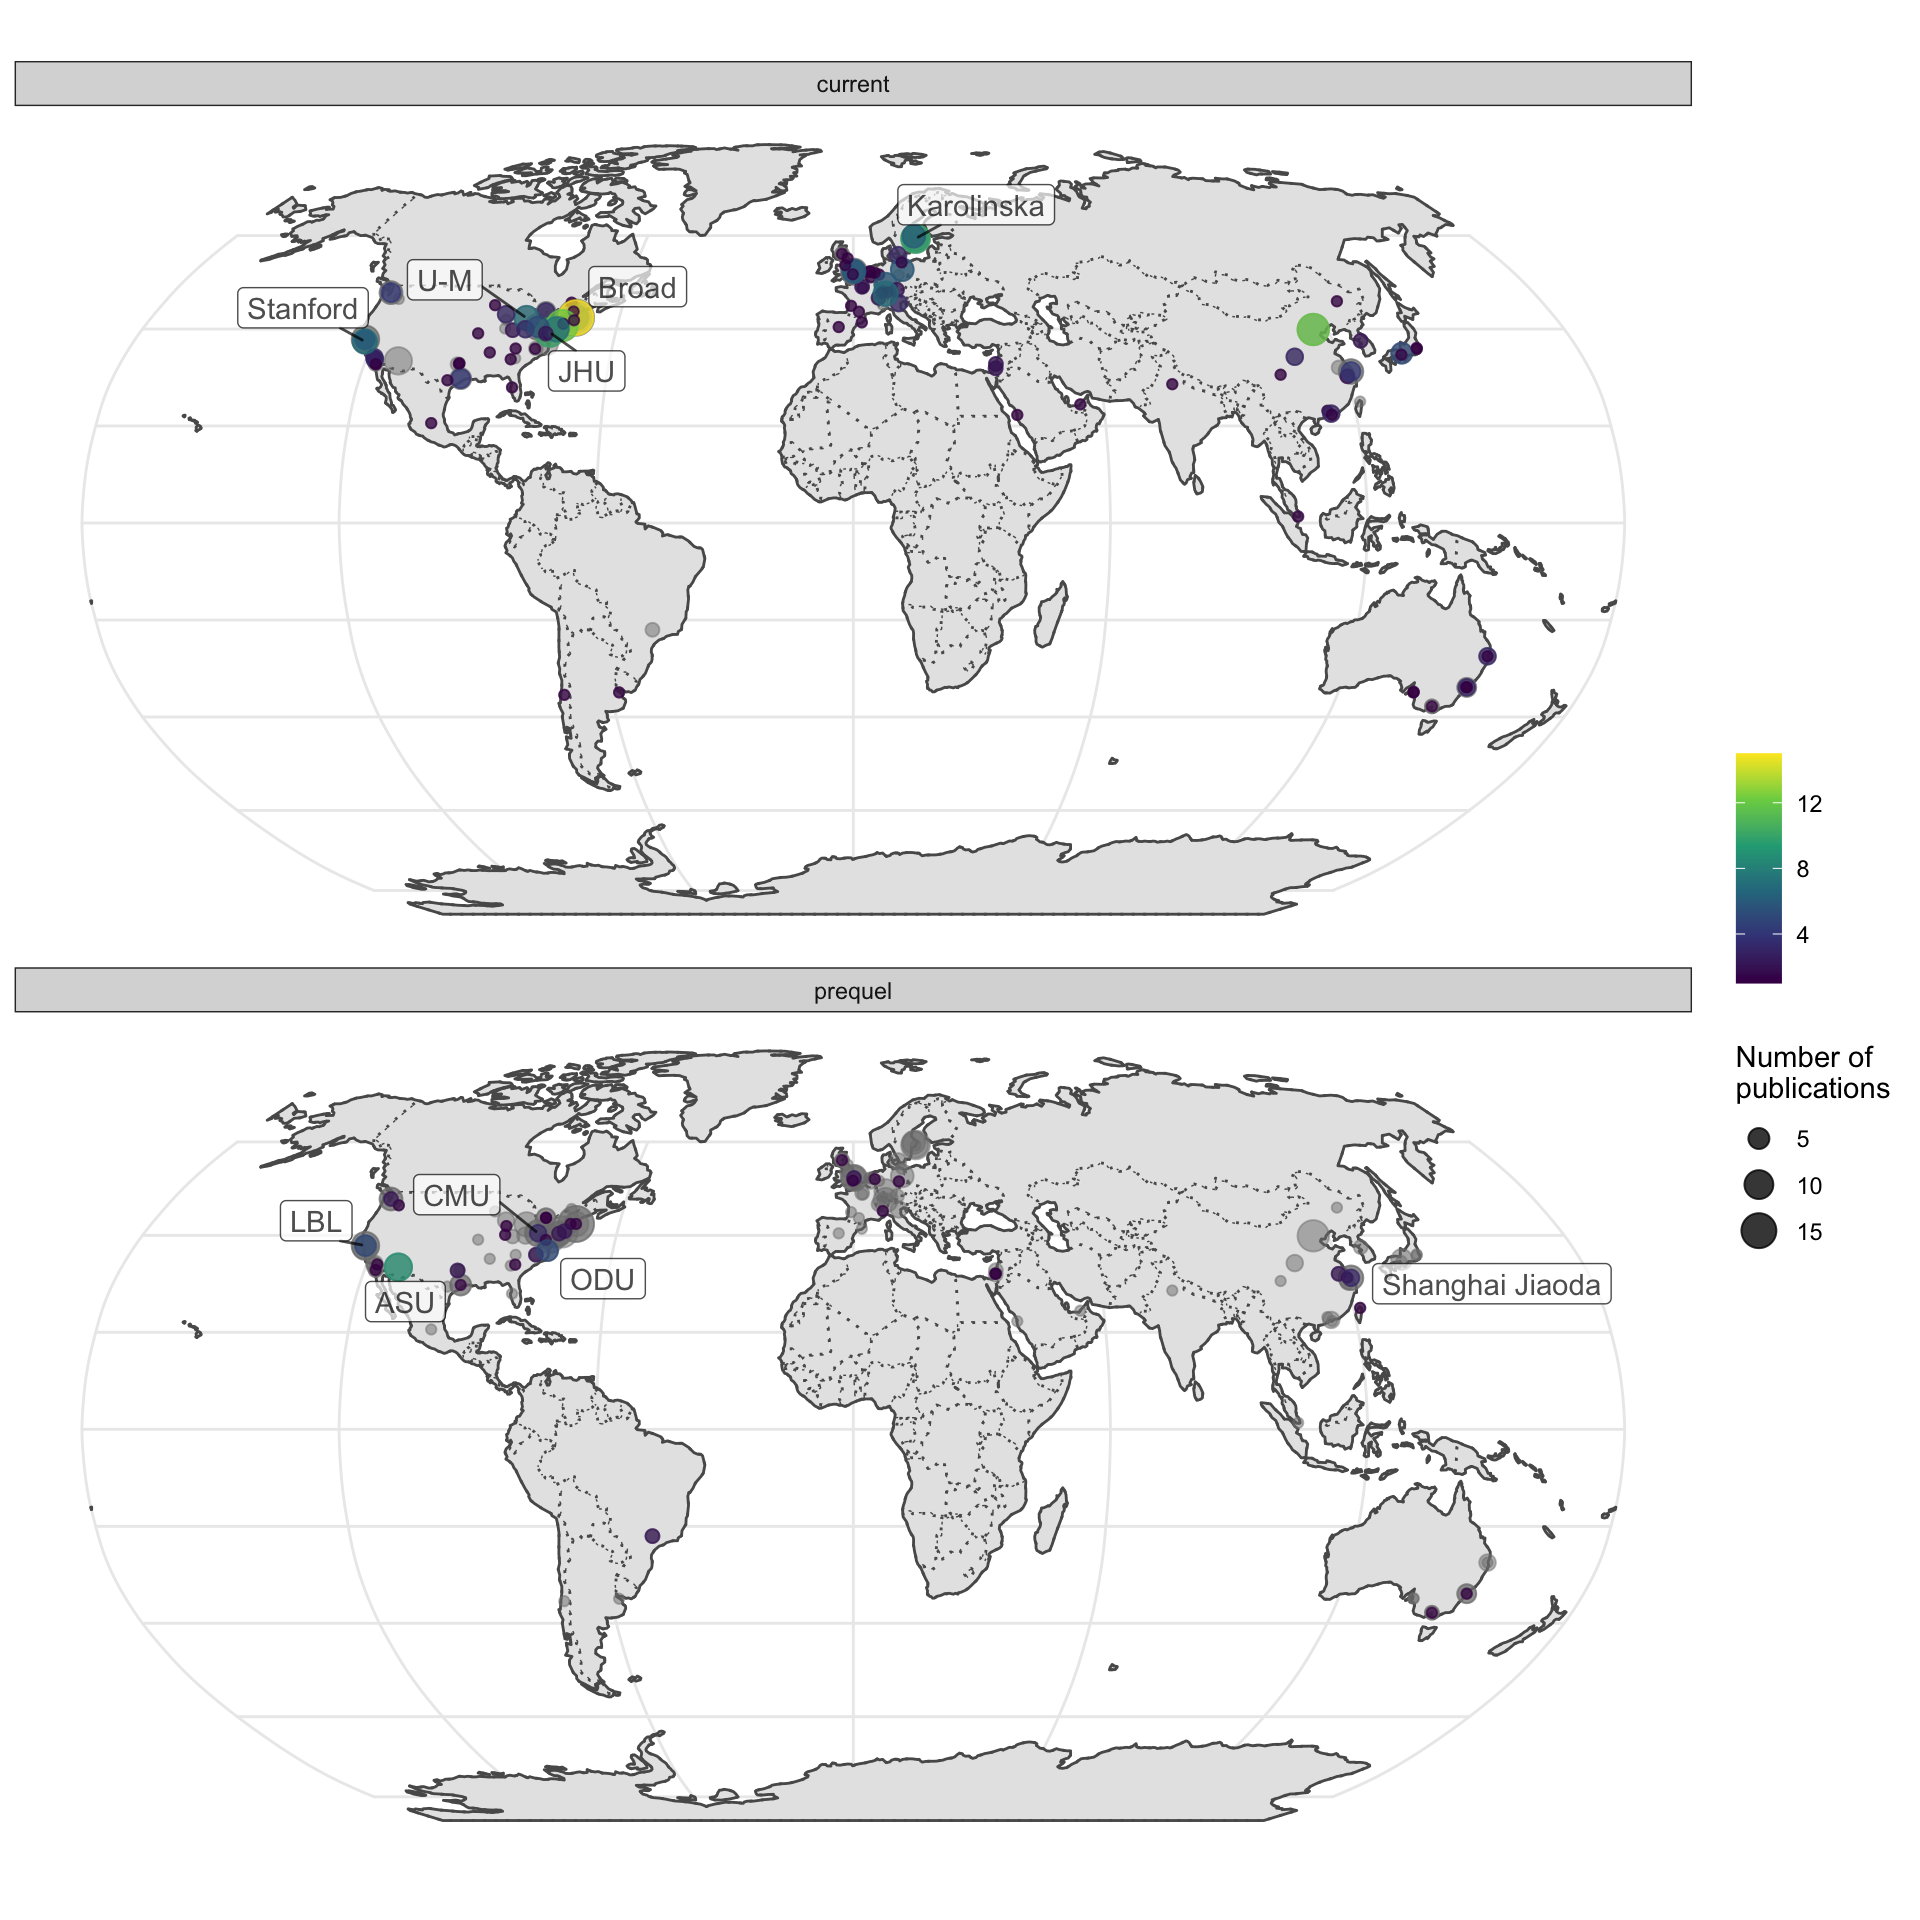 current
Karolinska
U-M
Broad
Stanford
JHU
12
8
4
prequel
Number of
publications
5
10
15
CMU
LBL
ODU
ASU
Shanghai Jiaoda